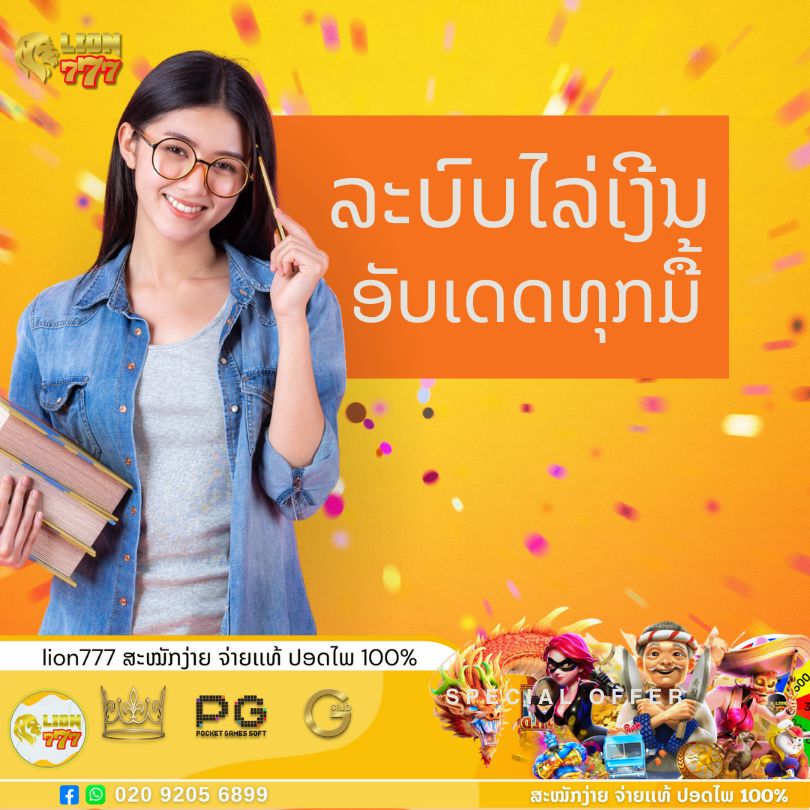 LION
777
ລະບົບໄລ່ເງີນ
ອັບເດດທຸກມື້
lion777 ສະໝັກງ່າຍ ຈ່າຍແທ້ ປອດໄພ 100%
SPECIAL OFFER
LION
777
PG
POCKET GAMES SOFT
G
CLUB
020 9205 6899
ສະໝັກງ່າຍ ຈ່າຍແທ້ ປອດໄພ 100%